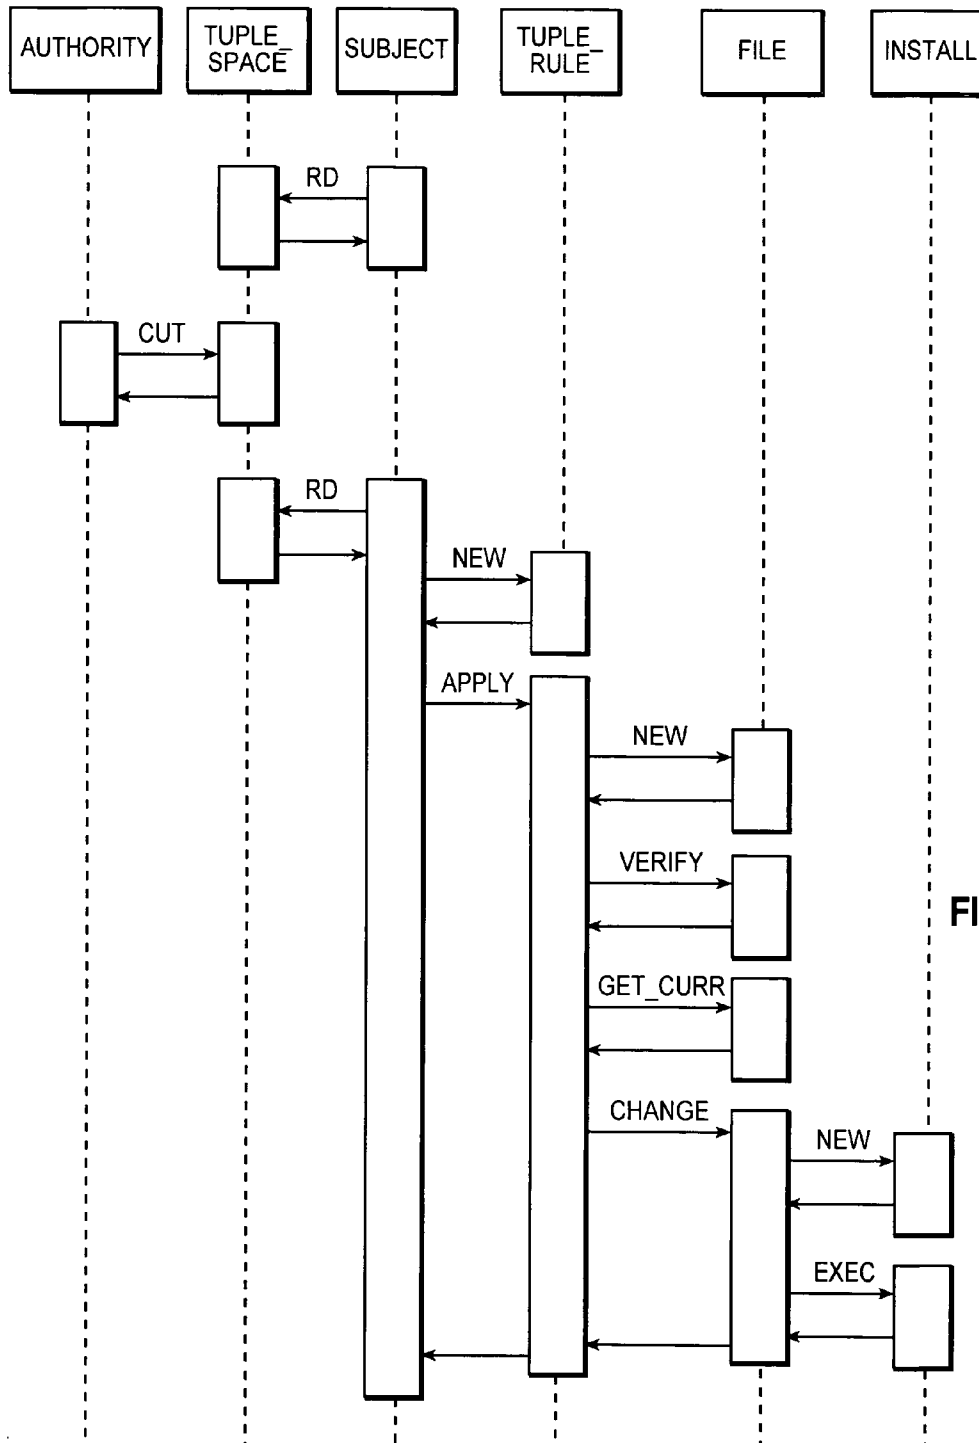 AUTHORITY
TUPLE_
SPACE
SUBJECT
TUPLE_
RULE
FILE
INSTALL
RD
CUT
RD
NEW
APPLY
NEW
VERIFY
GET_CURR
CHANGE
NEW
EXEC
FI